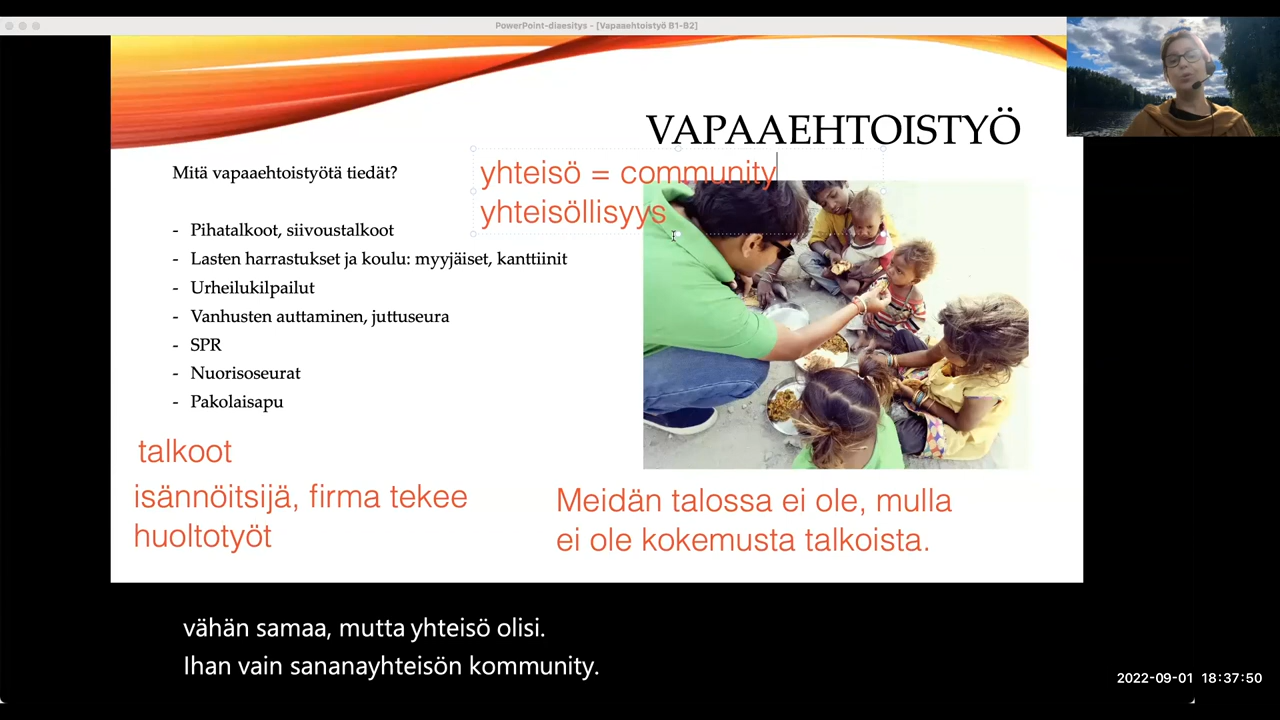 PowerPoint-diaesitys - [Vapaaehtoistyö B1-B2]
VAPAAEHTOISTYÖ
Mitä vapaaehtoistyötä tiedät?
yhteisö = community
yhteisöllisyys
- Pihatalkoot, siivoustalkoot
- Lasten harrastukset ja koulu: myyjäiset, kanttiinit
- Urheilukilpailut
- Vanhusten auttaminen, juttuseura
- SPR
- Nuorisoseurat
- Pakolaisapu
talkoot
isännöitsijä, firma tekee
huoltotyöt
Meidän talossa ei ole, mulla
ei ole kokemusta talkoista.
vähän samaa, mutta yhteisö olisi.
Ihan vain sananayhteisön kommunity.
2022-09-01 18:37:50